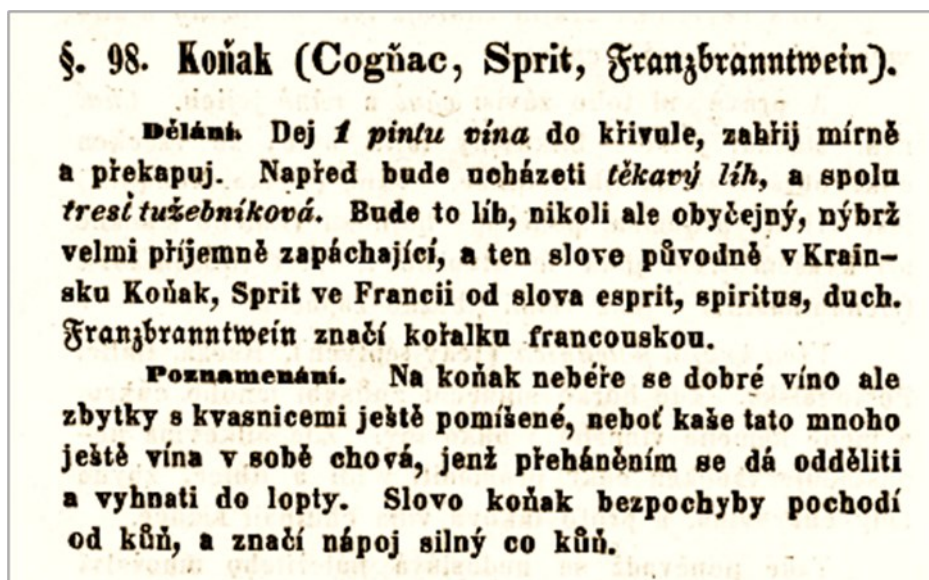 §. 98. Koňak (Cogňac, Sprit, Franzbranntwein).
Dělání. Dej 1 pintu vína do křivule, zahřij mírně
a překapuj. Napřed bude ucházeti těkavý líh, a spolu
tresť tužebníková. Bude to líh, nikoli ale obyčejný, nýbrž
velmi příjemně zapáchající, a ten slove původně v Krain-
sku Koňak, Sprit ve Francii od slova esprit, spiritus, duch.
Franzbranntwein značí kořalku francouskou.
Poznamenání. Na koňak nebéře se dobré víno ale
zbytky s kvasnicemi ještě pomíšené, neboť kaše tato mnoho
ještě vína v sobě chová, jenž přeháněním se dá odděliti
a vyhnati do lopty. Slovo koňak bezpochyby pochodí
od kůň, a značí nápoj silný co kůň.